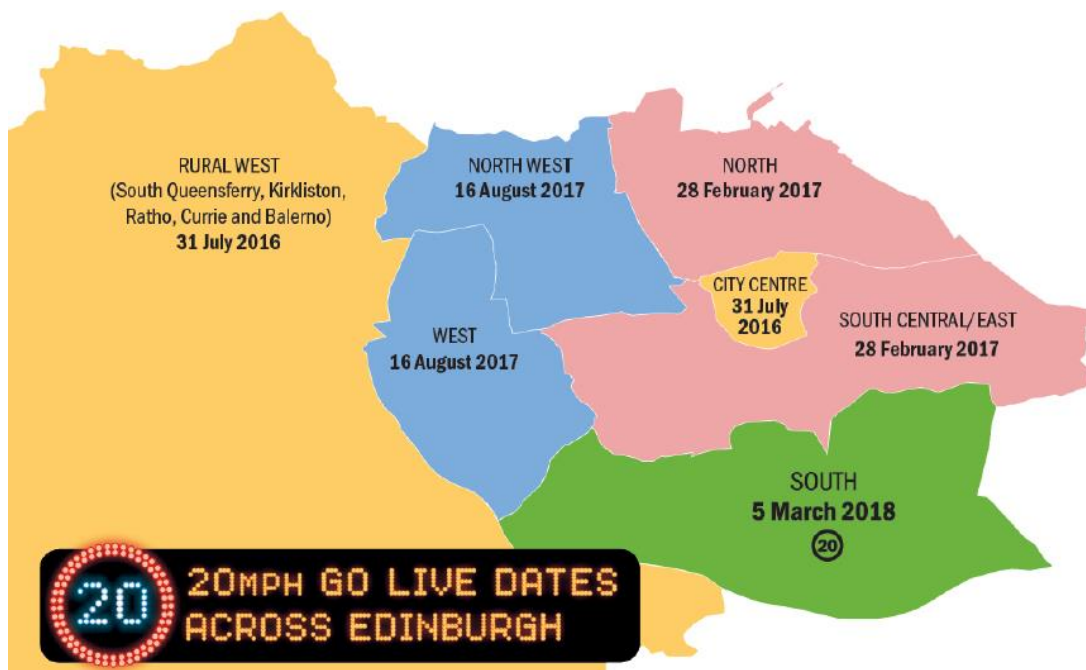 RURAL WEST
(South Queensferry, Kirkliston,
Ratho, Currie and Balerno)
31 July 2016
NORTH WEST
16 August 2017
NORTH
28 February 2017
WEST
16 August 2017
CITY CENTRE
31 July
2016
SOUTH CENTRAL/EAST
28 February 2017
SOUTH
5 March 2018
20
20
20MPH GO LIVE DATES
ACROSS EDINBURGH